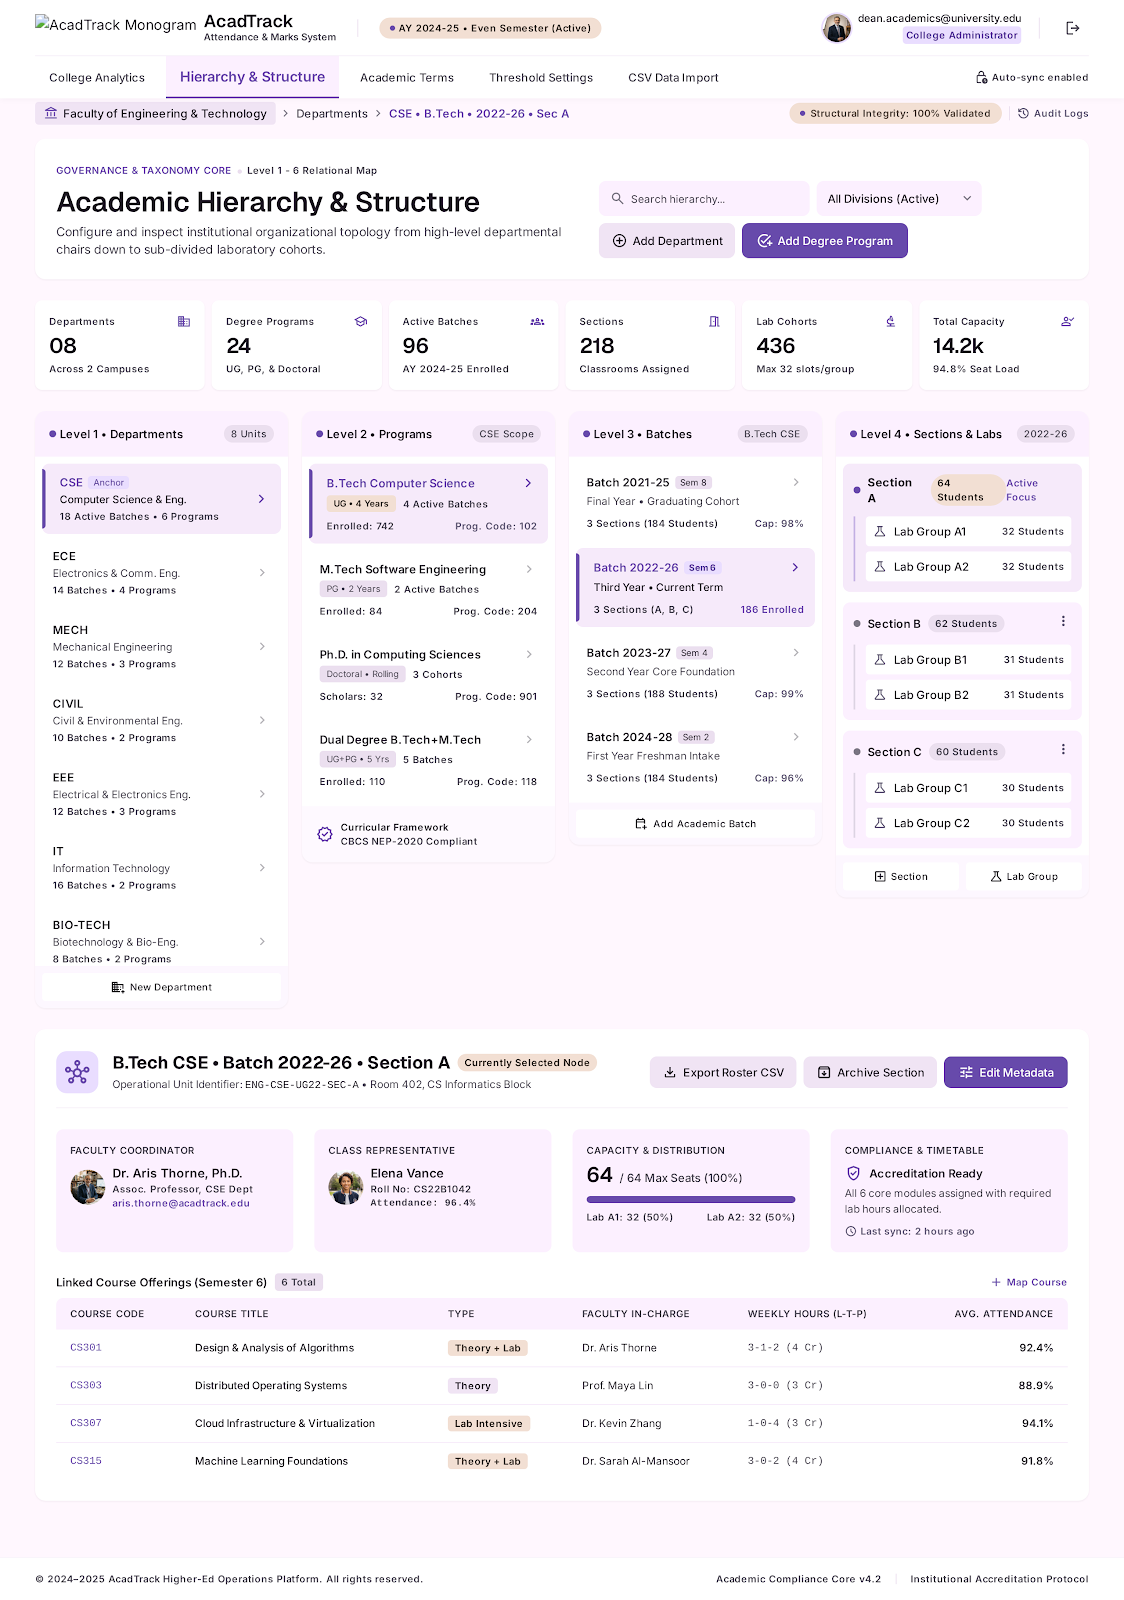 AcadTrack Monogram
AcadTrack
Attendance & Marks System
AY 2024-25 • Even Semester (Active)
dean.academics@university.edu
College Administrator
College Analytics
Hierarchy & Structure
Academic Terms
Threshold Settings
CSV Data Import
Auto-sync enabled
Faculty of Engineering & Technology
Departments
CSE • B.Tech • 2022-26 • Sec A
Structural Integrity: 100% Validated
Audit Logs
GOVERNANCE & TAXONOMY CORE
Level 1 - 6 Relational Map
Academic Hierarchy & Structure
Configure and inspect institutional organizational topology from high-level departmental
chairs down to sub-divided laboratory cohorts.
Search hierarchy...
All Divisions (Active)
Add Department
Add Degree Program
Departments
08
Across 2 Campuses
Degree Programs
24
UG, PG, & Doctoral
Active Batches
96
AY 2024-25 Enrolled
Sections
218
Classrooms Assigned
Lab Cohorts
436
Max 32 slots/group
Total Capacity
14.2k
94.8% Seat Load
Level 1 • Departments
8 Units
CSE
Anchor
Computer Science & Eng.
18 Active Batches • 6 Programs
ECE
Electronics & Comm. Eng.
14 Batches • 4 Programs
MECH
Mechanical Engineering
12 Batches • 3 Programs
CIVIL
Civil & Environmental Eng.
10 Batches • 2 Programs
EEE
Electrical & Electronics Eng.
12 Batches • 3 Programs
IT
Information Technology
16 Batches • 2 Programs
BIO-TECH
Biotechnology & Bio-Eng.
8 Batches • 2 Programs
New Department
Level 2 • Programs
CSE Scope
B.Tech Computer Science
UG • 4 Years
4 Active Batches
Enrolled: 742
Prog. Code: 102
M.Tech Software Engineering
PG • 2 Years
2 Active Batches
Enrolled: 84
Prog. Code: 204
Ph.D. in Computing Sciences
Doctoral • Rolling
3 Cohorts
Scholars: 32
Prog. Code: 901
Dual Degree B.Tech+M.Tech
UG+PG • 5 Yrs
5 Batches
Enrolled: 110
Prog. Code: 118
Curricular Framework
CBCS NEP-2020 Compliant
Level 3 • Batches
B.Tech CSE
Batch 2021-25
Sem 8
Final Year • Graduating Cohort
3 Sections (184 Students)
Cap: 98%
Batch 2022-26
Sem 6
Third Year • Current Term
3 Sections (A, B, C)
186 Enrolled
Batch 2023-27
Sem 4
Second Year Core Foundation
3 Sections (188 Students)
Cap: 99%
Batch 2024-28
Sem 2
First Year Freshman Intake
3 Sections (184 Students)
Cap: 96%
Add Academic Batch
Level 4 • Sections & Labs
2022-26
Section
A
64
Students
Active
Focus
Lab Group A1
32 Students
Lab Group A2
32 Students
Section B
62 Students
Lab Group B1
31 Students
Lab Group B2
31 Students
Section C
60 Students
Lab Group C1
30 Students
Lab Group C2
30 Students
Section
Lab Group
B.Tech CSE • Batch 2022-26 • Section A
Currently Selected Node
Operational Unit Identifier: ENG-CSE-UG22-SEC-A • Room 402, CS Informatics Block
Export Roster CSV
Archive Section
Edit Metadata
FACULTY COORDINATOR
Dr. Aris Thorne, Ph.D.
Assoc. Professor, CSE Dept
aris.thorne@acadtrack.edu
CLASS REPRESENTATIVE
Elena Vance
Roll No: CS22B1042
Attendance: 96.4%
CAPACITY & DISTRIBUTION
64 / 64 Max Seats (100%)
Lab A1: 32 (50%)
Lab A2: 32 (50%)
COMPLIANCE & TIMETABLE
Accreditation Ready
All 6 core modules assigned with required
lab hours allocated.
Last sync: 2 hours ago
Linked Course Offerings (Semester 6)
6 Total
Map Course
COURSE CODE COURSE TITLE TYPE FACULTY IN-CHARGE WEEKLY HOURS (L-T-P) AVG. ATTENDANCE
CS301 Design & Analysis of Algorithms Theory + Lab Dr. Aris Thorne 3-1-2 (4 Cr) 92.4%
CS303 Distributed Operating Systems Theory Prof. Maya Lin 3-0-0 (3 Cr) 88.9%
CS307 Cloud Infrastructure & Virtualization Lab Intensive Dr. Kevin Zhang 1-0-4 (3 Cr) 94.1%
CS315 Machine Learning Foundations Theory + Lab Dr. Sarah Al-Mansoor 3-0-2 (4 Cr) 91.8%
© 2024–2025 AcadTrack Higher-Ed Operations Platform. All rights reserved.
Academic Compliance Core v4.2
Institutional Accreditation Protocol